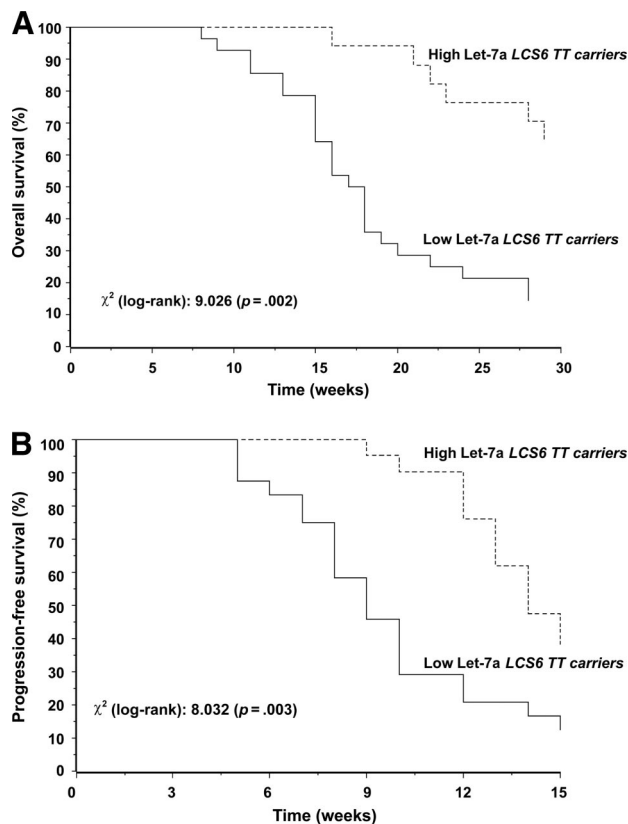 A
100
90
80
70
60
50
40
30
20
10
0
Overall survival (%)
High Let-7a LCS6 TT carriers
Low Let-7a LCS6 TT carriers
χ2 (log-rank): 9.026 (p = .002)
0 5 10 15 20 25 30
Time (weeks)
B
100
90
80
70
60
50
40
30
20
10
0
Progression-free survival (%)
High Let-7a LCS6 TT carriers
Low Let-7a LCS6 TT carriers
χ2 (log-rank): 8.032 (p = .003)
0 3 6 9 12 15
Time (weeks)